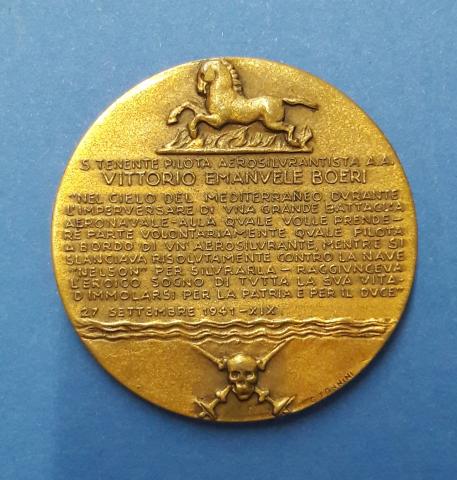 S. TENENTE PILOTA AEROSILVRANTISTA A.A.
VITTORIO EMANVELE BOERI
"NEL CIELO DEL MEDITERRANEO, DVRANTE
L'IMPERVERSARE DI VNA GRANDE BATTAGLIA
AERONAVALE-ALLA QVALE VOLLE PRENDE-
RE PARTE VOLONTARIAMENTE QVALE PILOTA
A BORDO DI VN'AEROSILVRANTE, MENTRE SI
SLANCIAVA RISOLVTAMENTE CONTRO LA NAVE
"NELSON" PER SILVRARLA - RAGGIVNGEVA
L'EROICO SOGNO DI TVTTA LA SVA VITA
D'IMMOLARSI PER LA PATRIA E PER IL DVCE"
27 SETTEMBRE 1941-XIX